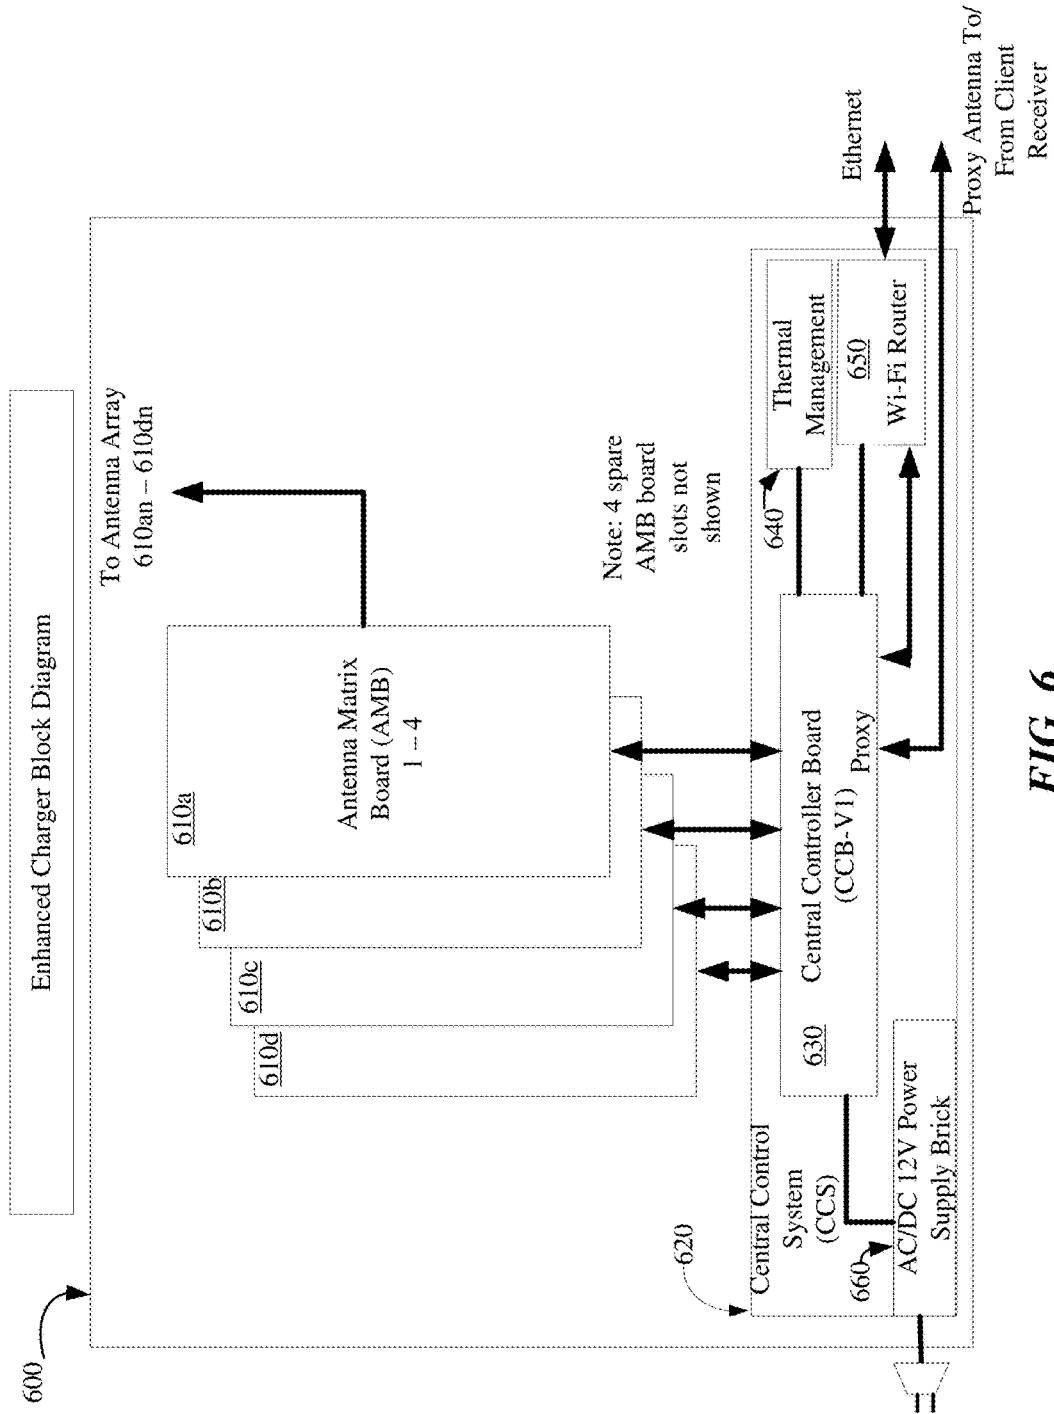 Enhanced Charger Block Diagram
600
To Antenna Array
610an – 610dn
610a
Antenna Matrix
Board (AMB)
1 – 4
610b
610c
610d
Note: 4 spare
AMB board
slots not
shown
620
Central Control
System
(CCS)
630
Central Controller Board
(CCB-V1)
Proxy
640
Thermal
Management
650
Wi-Fi Router
Ethernet
Proxy Antenna To/
From Client
Receiver
660
AC/DC 12V Power
Supply Brick
FIG. 6